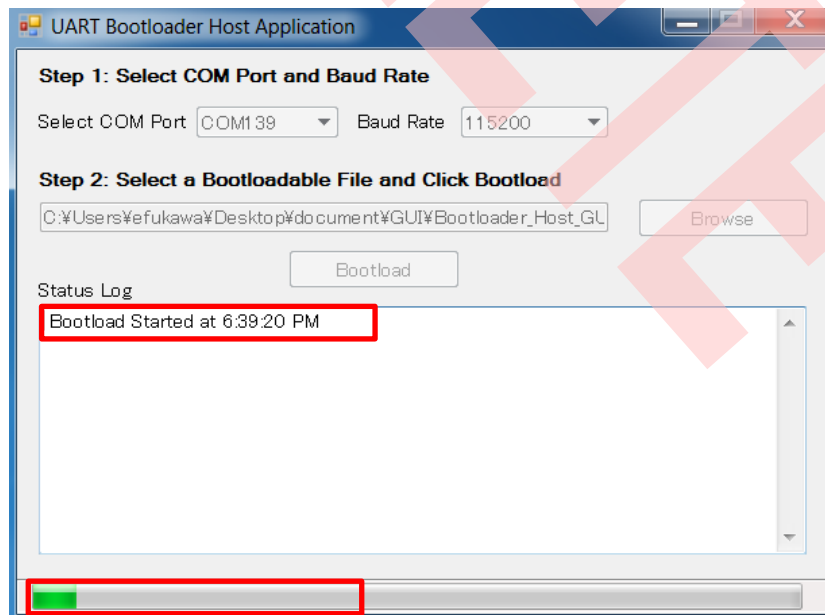 UART Bootloader Host Application
Step 1: Select COM Port and Baud Rate
Select COM Port COM139 Baud Rate 115200
Step 2: Select a Bootloadable File and Click Bootload
C:¥Users¥efukawa¥Desktop¥document¥GUI¥Bootloader_Host_GU Browse
Bootload
Status Log
Bootload Started at 6:39:20 PM